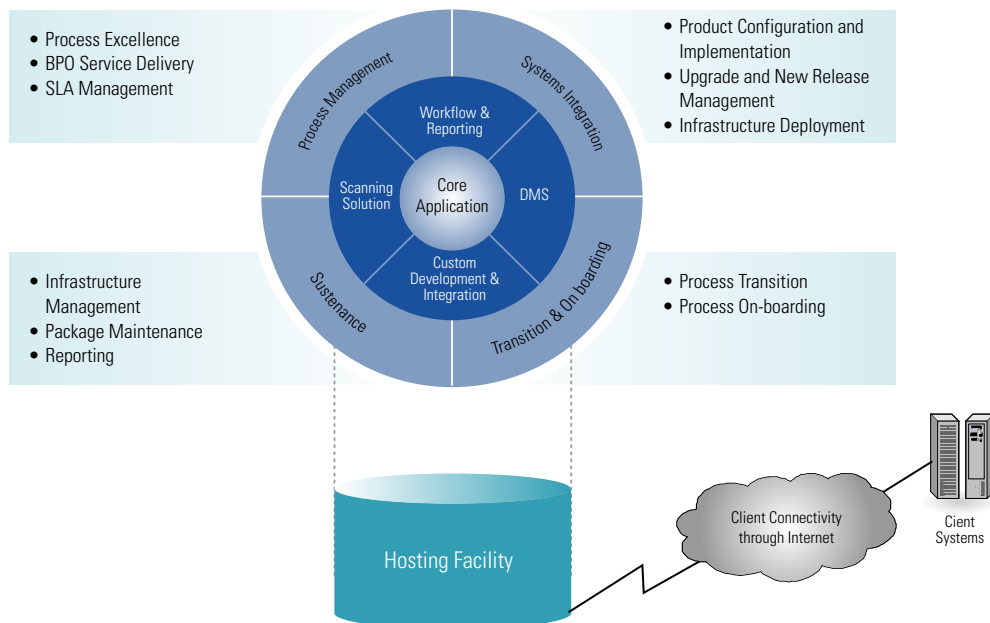 • Process Excellence
• BPO Service Delivery
• SLA Management
• Product Configuration and
Implementation
• Upgrade and New Release
Management
• Infrastructure Deployment
Process Management
Systems Integration
Workflow &
Reporting
Scanning
Solution
Core
Application
DMS
Custom
Development &
Integration
Sustenance
Transition & On boarding
• Infrastructure
Management
• Package Maintenance
• Reporting
• Process Transition
• Process On-boarding
Hosting Facility
Client Connectivity
through Internet
Cient
Systems